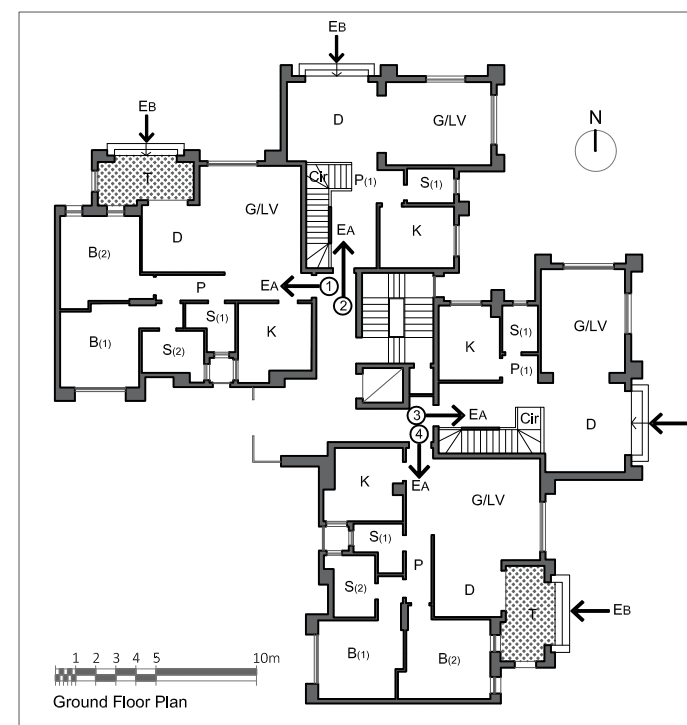 EB
D
G/LV
N
EB
Cir
P(1)
S(1)
T
G/LV
EA
K
D
B(2)
P
EA
1
2
S(1)
K
S(2)
B(1)
G/LV
K
S(1)
P(1)
3
EA
Cir
D
4
EA
K
G/LV
S(1)
P
S(2)
D
T
EB
B(1)
B(2)
1 2 3 4 5 10m
Ground Floor Plan